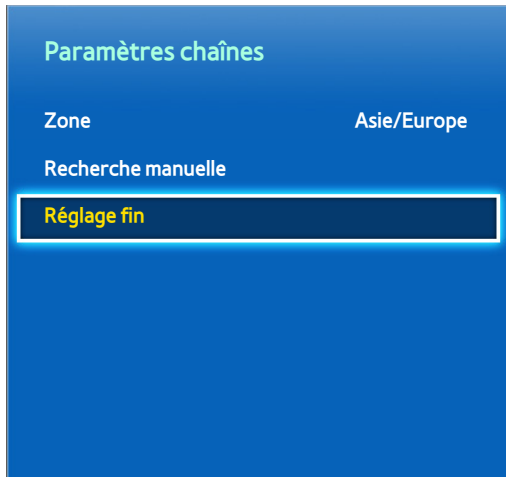 Paramètres chaînes
Zone Asie/Europe
Recherche manuelle
Réglage fin